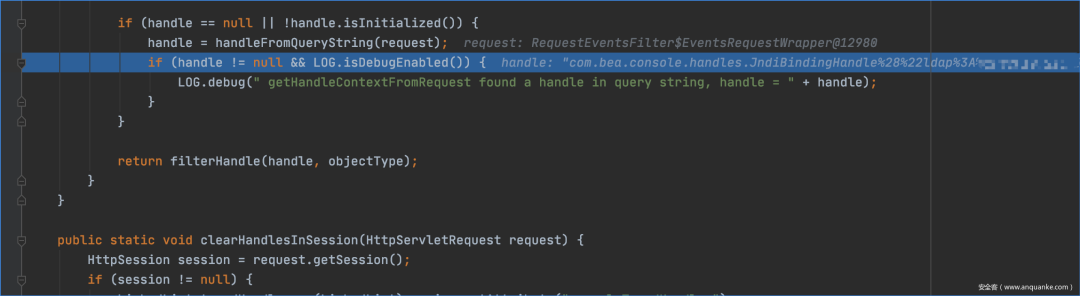 if (handle == null || !handle.isInitialized()) {
handle = handleFromQueryString(request);  request: RequestEventsFilter$EventsRequestWrapper@12980
if (handle != null && LOG.isDebugEnabled()) {  handle: "com.bea.console.handles.JndiBindingHandle%28%22ldap%3A%
LOG.debug(" getHandleContextFromRequest found a handle in query string, handle = " + handle);
}
}
return filterHandle(handle, objectType);
}
}
public static void clearHandlesInSession(HttpServletRequest request) {
HttpSession session = request.getSession();
if (session != null) {
安全客 (www.anquanke.com)